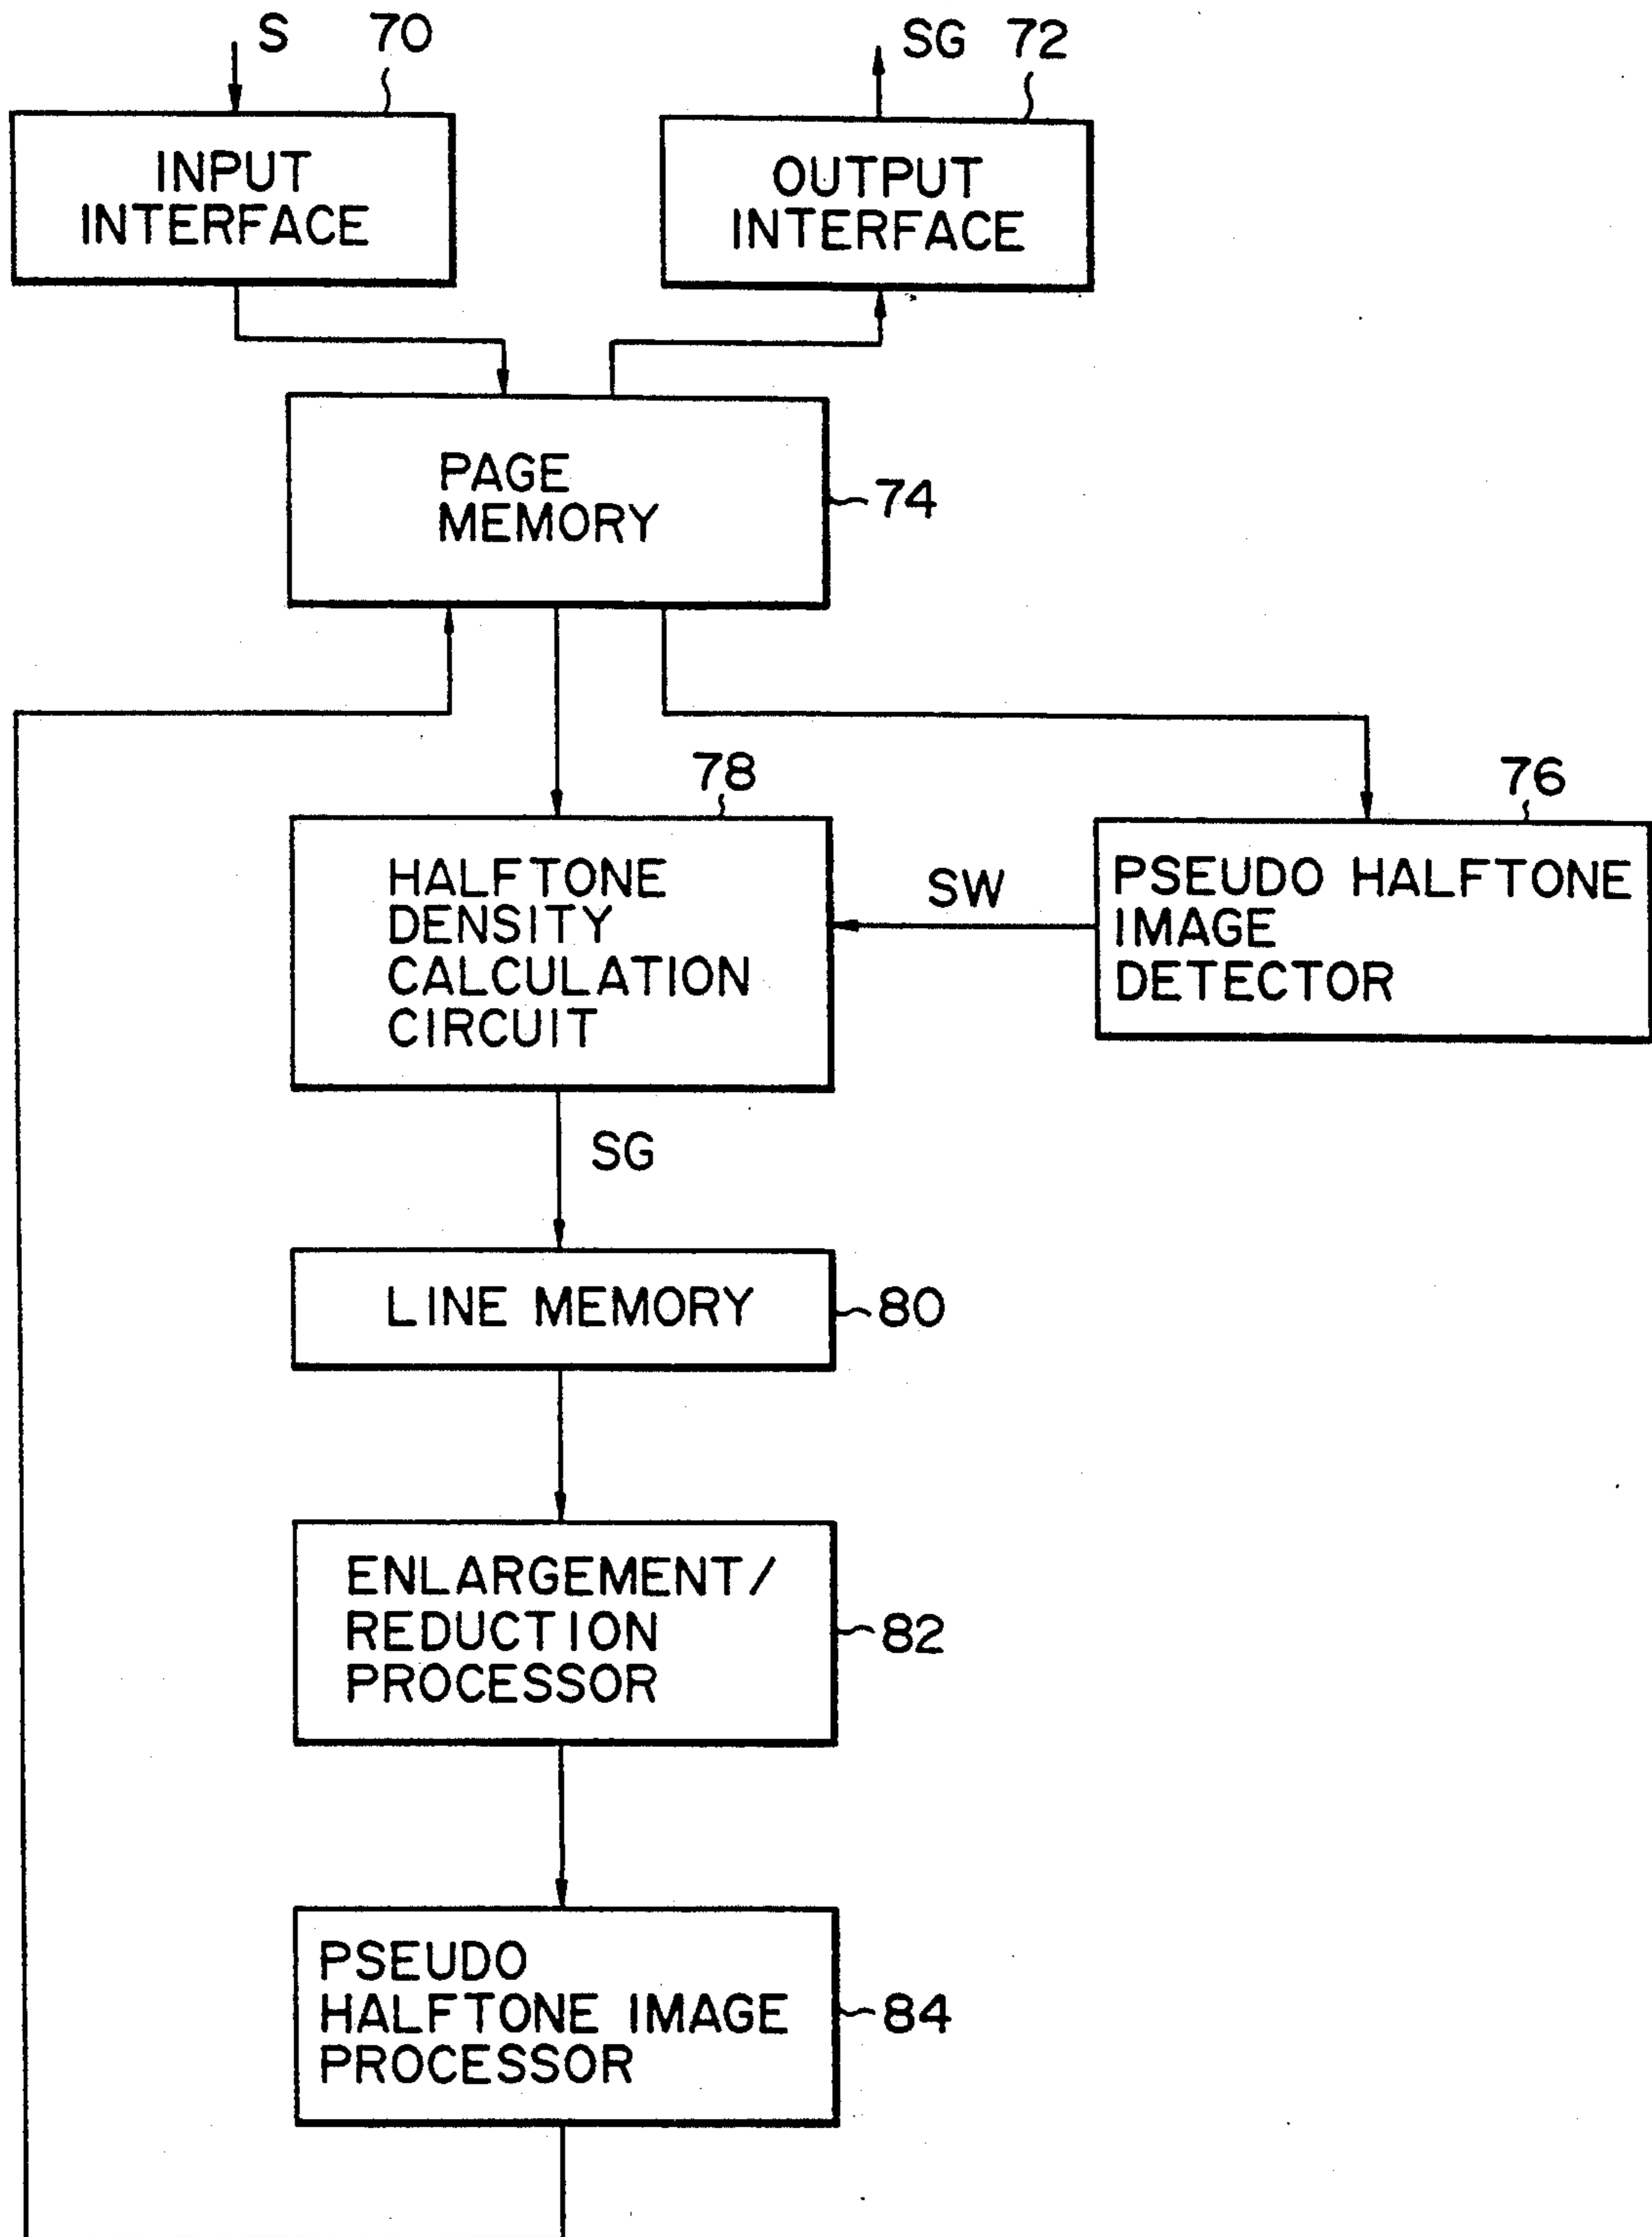 S
70
SG
72
INPUT
INTERFACE
OUTPUT
INTERFACE
PAGE
MEMORY
74
78
76
HALFTONE
DENSITY
CALCULATION
CIRCUIT
SW
PSEUDO HALFTONE
IMAGE
DETECTOR
SG
LINE MEMORY
80
ENLARGEMENT/
REDUCTION
PROCESSOR
82
PSEUDO
HALFTONE IMAGE
PROCESSOR
84